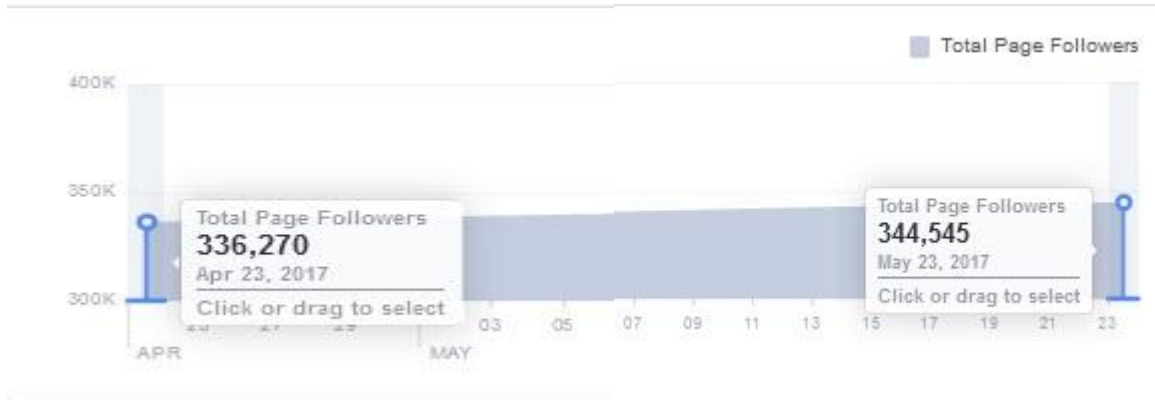 Total Page Followers
400K
350K
300K
Total Page Followers
336,270
Apr 23, 2017
Click or drag to select
Total Page Followers
344,545
May 23, 2017
Click or drag to select
03 05 07 09 11 13 15 17 19 21 23
APR MAY